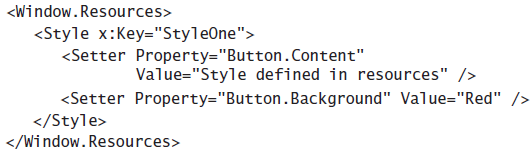 <Window.Resources>
<Style x:Key="StyleOne">
<Setter Property="Button.Content"
Value="Style defined in resources" />
<Setter Property="Button.Background" Value="Red" />
</Style>
</Window.Resources>